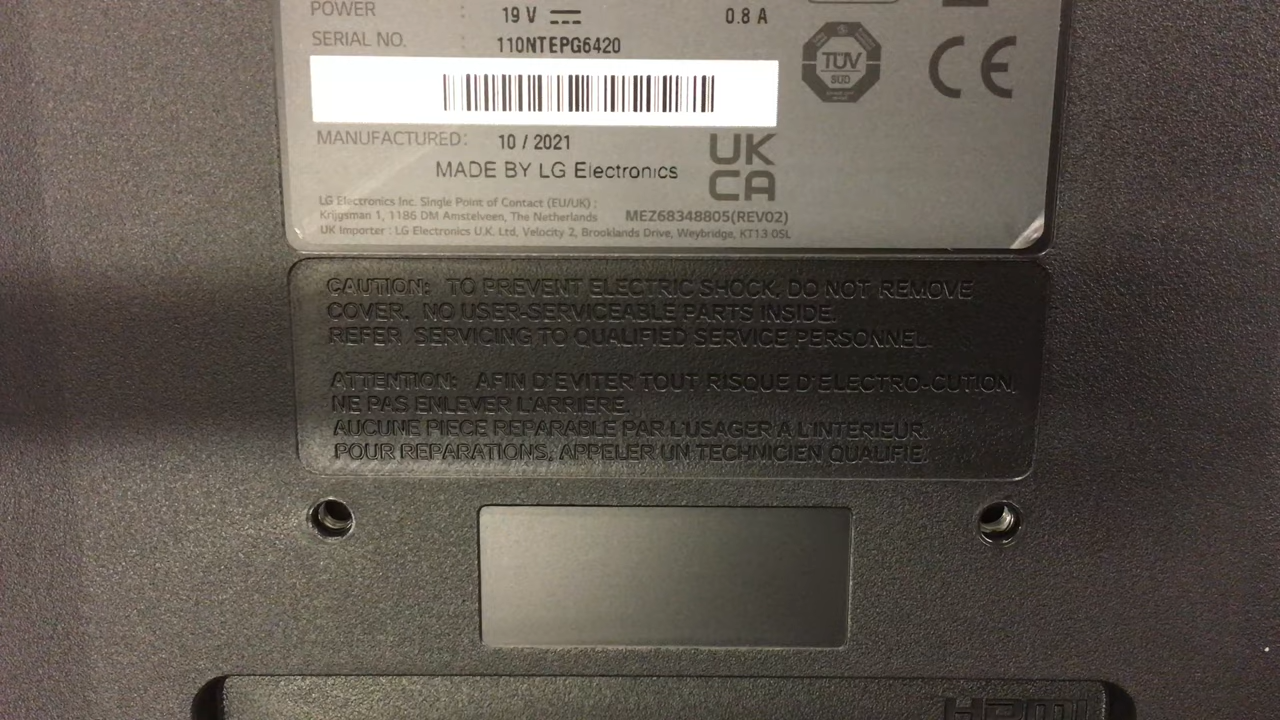 POWER : 19 V 0.8 A
SERIAL NO. : 110NTEPG6420
TÜV
SÜD
CE
MANUFACTURED: 10 / 2021
UK
CA
MADE BY LG Electronics
LG Electronics Inc. Single Point of Contact (EU/UK) :
Krijgsman 1, 1186 DM Amstelveen, The Netherlands MEZ68348805(REV02)
UK Importer : LG Electronics U.K. Ltd, Velocity 2, Brooklands Drive, Weybridge, KT13 0SL
CAUTION: TO PREVENT ELECTRIC SHOCK, DO NOT REMOVE
COVER. NO USER-SERVICEABLE PARTS INSIDE.
REFER SERVICING TO QUALIFIED SERVICE PERSONNEL.
ATTENTION: AFIN D'EVITER TOUT RISQUE D'ELECTRO-CUTION,
NE PAS ENLEVER L'ARRIERE.
AUCUNE PIECE REPARABLE PAR L'USAGER A L'INTERIEUR.
POUR REPARATIONS, APPELER UN TECHNICIEN QUALIFIE.
HDMI